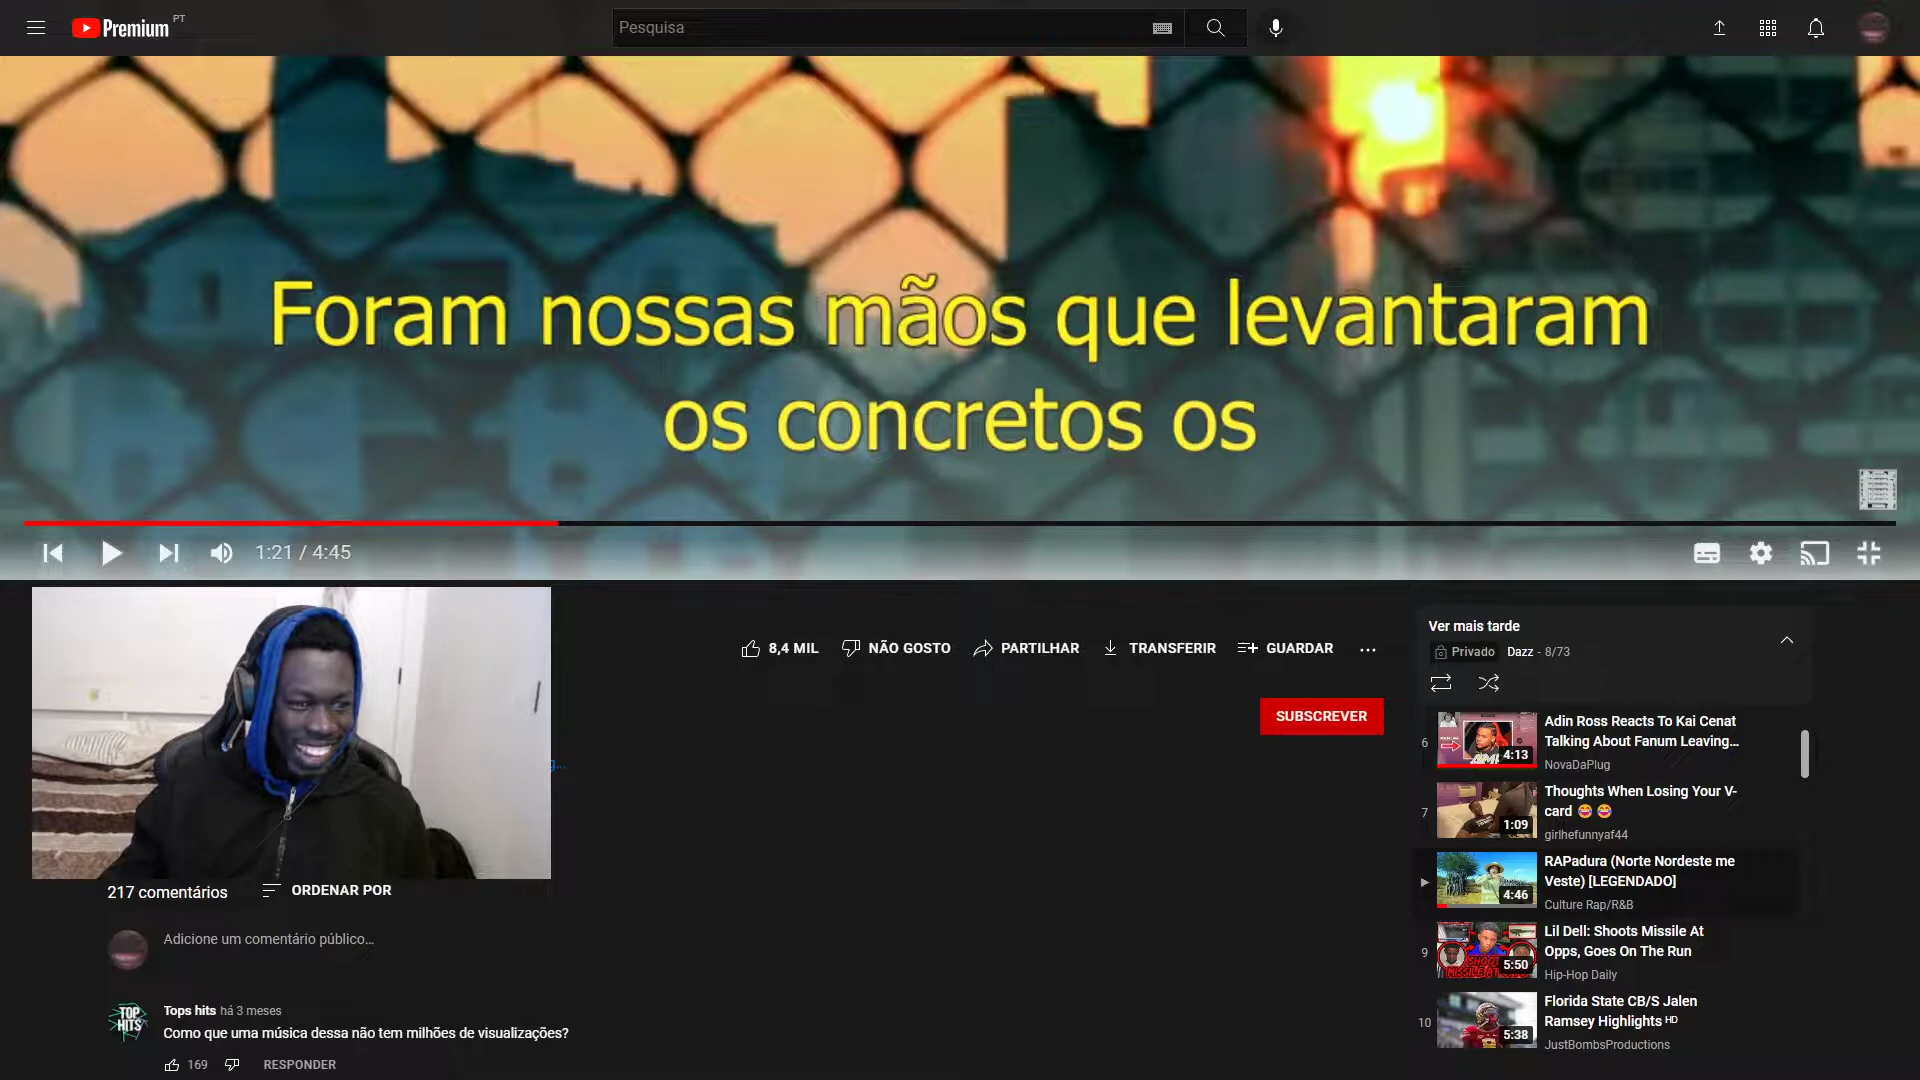 Premium PT
Pesquisa
Foram nossas mãos que levantaram
os concretos os
1:21 / 4:45
8,4 MIL NÃO GOSTO PARTILHAR TRANSFERIR GUARDAR
SUBSCREVER
g...
217 comentários ORDENAR POR
Adicione um comentário público...
TOP
HITS
Tops hits há 3 meses
Como que uma música dessa não tem milhões de visualizações?
169 RESPONDER
Ver mais tarde
Privado Dazz - 8/73
6
4:13
Adin Ross Reacts To Kai Cenat
Talking About Fanum Leaving...
NovaDaPlug
7
1:09
Thoughts When Losing Your V-
card 😂 😂
girlhefunnyaf44
4:46
RAPadura (Norte Nordeste me
Veste) [LEGENDADO]
Culture Rap/R&B
9
SHOOTS
MISSILE AT
5:50
Lil Dell: Shoots Missile At
Opps, Goes On The Run
Hip-Hop Daily
10
5:38
Florida State CB/S Jalen
Ramsey Highlights ᴴᴰ
JustBombsProductions